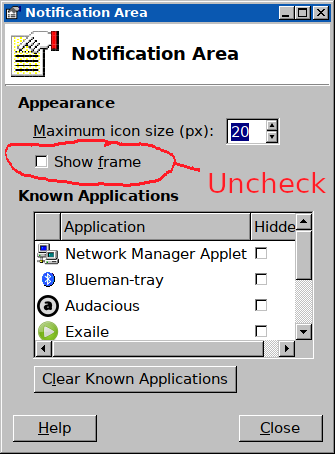 Notification Area
Notification Area
Appearance
Maximum icon size (px): 20
Show frame
Uncheck
Known Applications
Application Hidde
Network Manager Applet
Blueman-tray
Audacious
Exaile
Clear Known Applications
Help Close